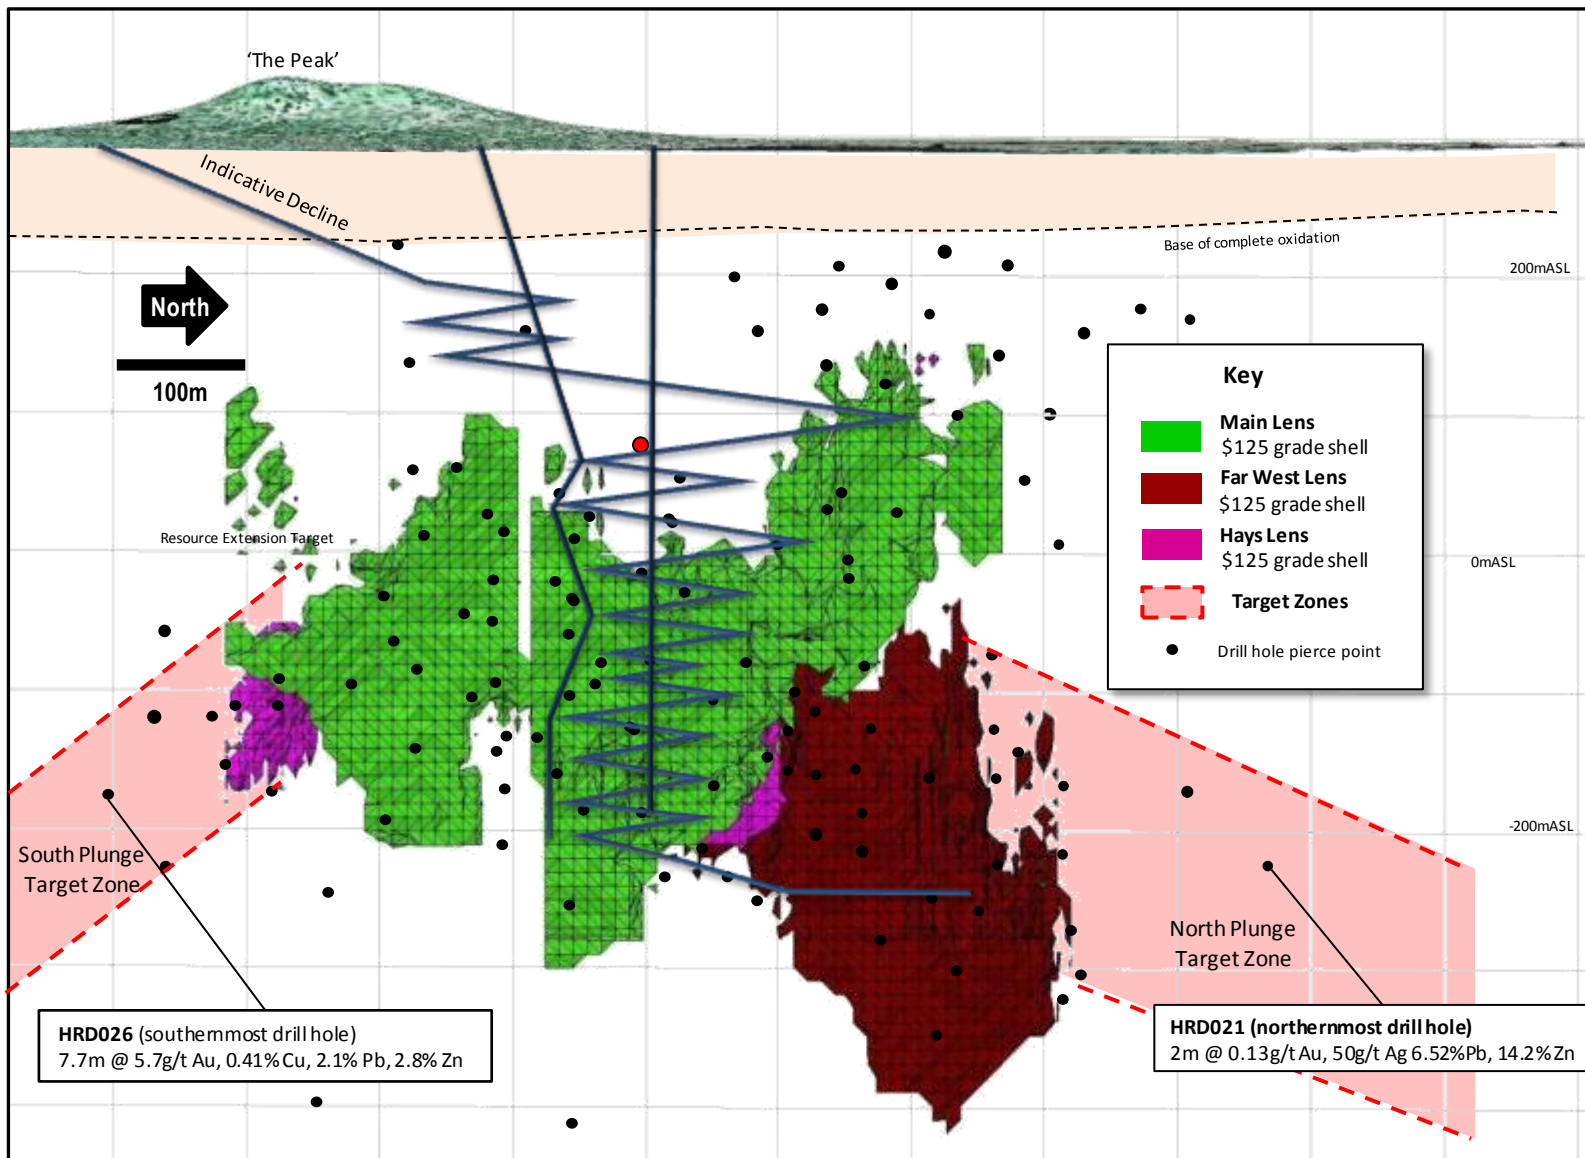 ‘The Peak’
Indicative Decline
Base of complete oxidation
200mASL
North
100m
Key
Main Lens
$125 grade shell
Far West Lens
$125 grade shell
Hays Lens
$125 grade shell
Target Zones
Drill hole pierce point
Resource Extension Target
0mASL
-200mASL
South Plunge
Target Zone
North Plunge
Target Zone
HRD026 (southernmost drill hole)
7.7m @ 5.7g/t Au, 0.41% Cu, 2.1% Pb, 2.8% Zn
HRD021 (northernmost drill hole)
2m @ 0.13g/t Au, 50g/t Ag 6.52%Pb, 14.2% Zn